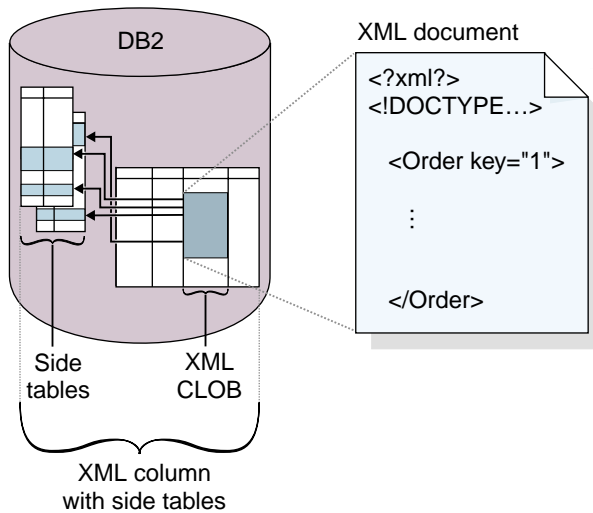 DB2
XML document
<?xml?>
<!DOCTYPE…>
<Order key="1">
⋮
</Order>
Side
tables
XML
CLOB
XML column
with side tables